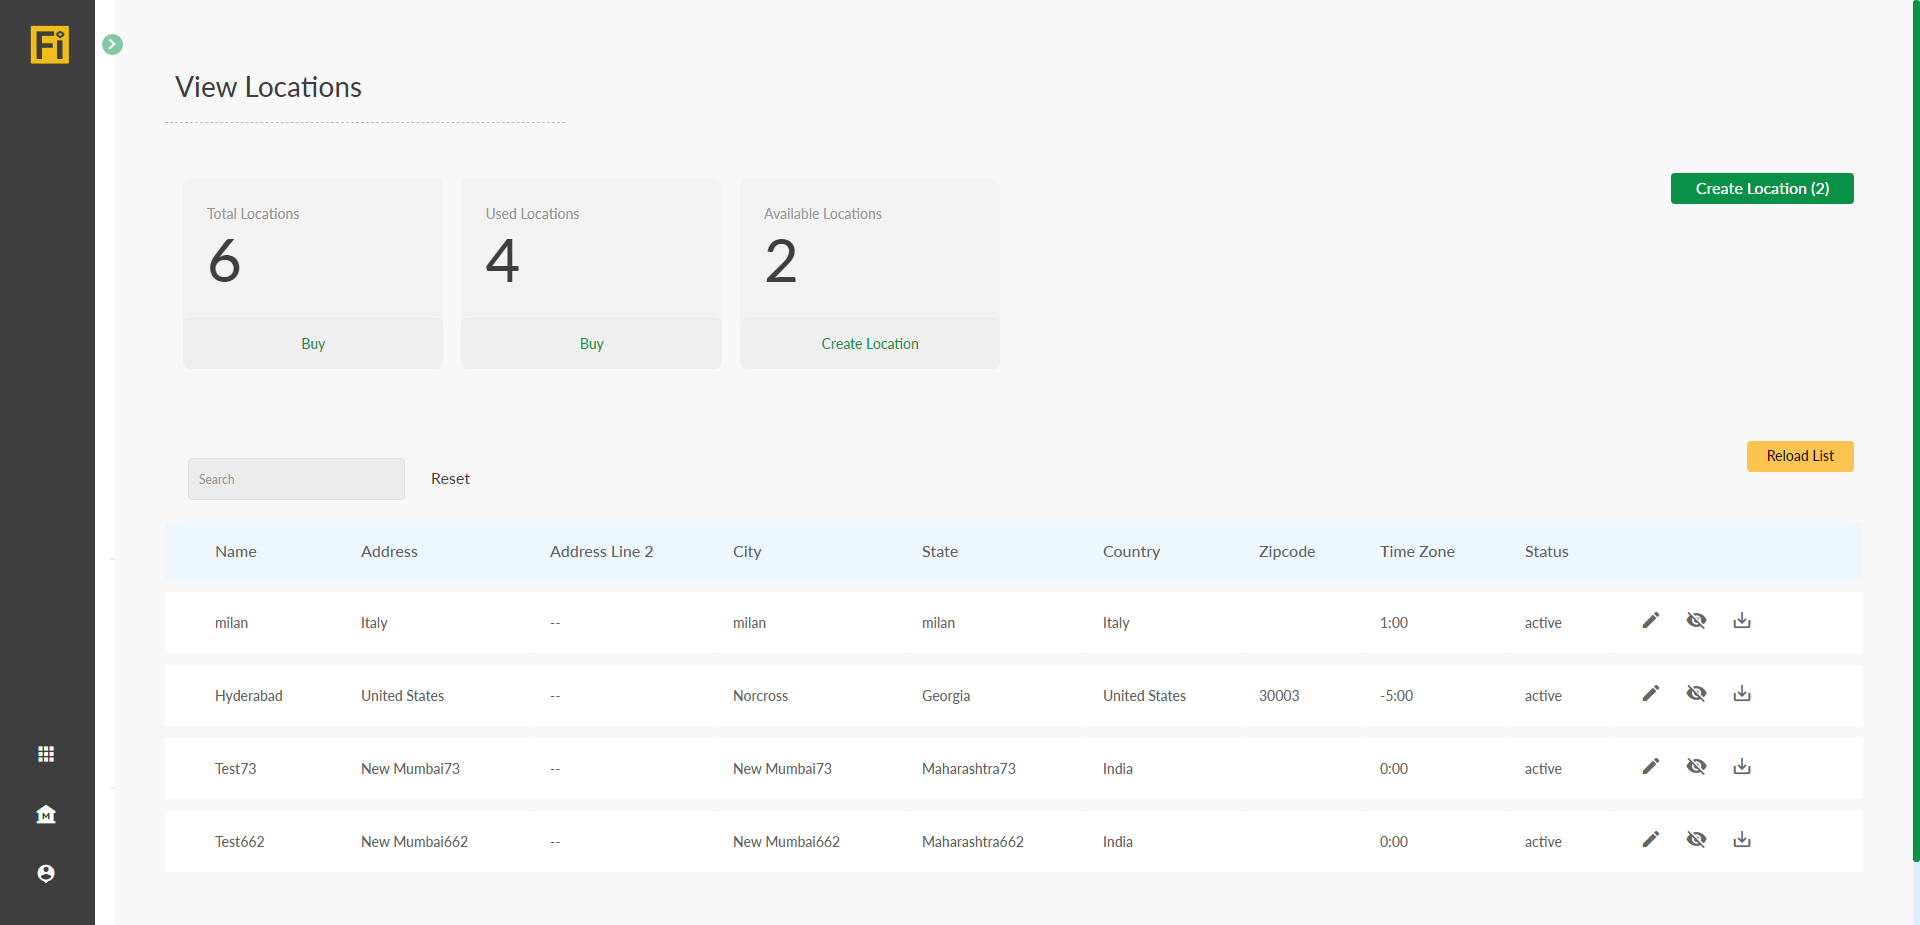 Fi
View Locations
Create Location (2)
Total Locations
6
Buy
Used Locations
4
Buy
Available Locations
2
Create Location
Reload List
Search
Reset
Name Address Address Line 2 City State Country Zipcode Time Zone Status
milan Italy -- milan milan Italy 1:00 active
Hyderabad United States -- Norcross Georgia United States 30003 -5:00 active
Test73 New Mumbai73 -- New Mumbai73 Maharashtra73 India 0:00 active
Test662 New Mumbai662 -- New Mumbai662 Maharashtra662 India 0:00 active
M